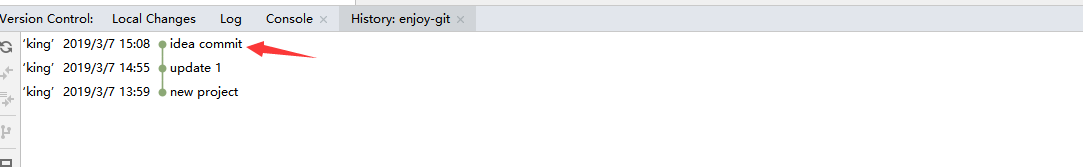 Version Control: Local Changes Log Console × History: enjoy-git ×
‘king’ 2019/3/7 15:08 idea commit
‘king’ 2019/3/7 14:55 update 1
‘king’ 2019/3/7 13:59 new project